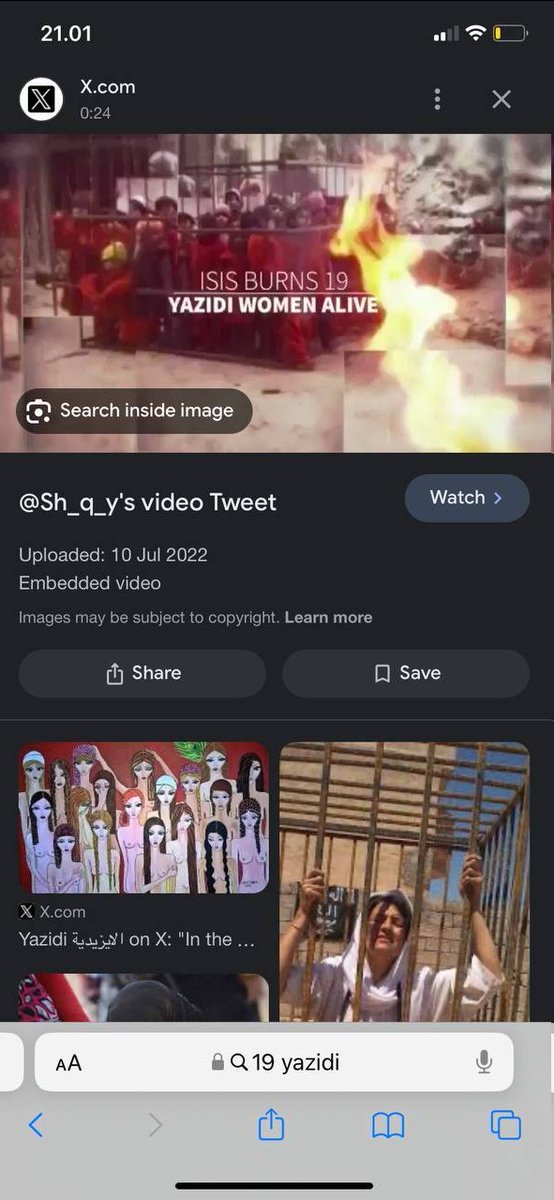 21.01
X.com
0:24
ISIS BURNS 19
YAZIDI WOMEN ALIVE
Search inside image
@Sh_q_y's video Tweet
Watch >
Uploaded: 10 Jul 2022
Embedded video
Images may be subject to copyright. Learn more
Share
Save
X.com
Yazidi الايزيدية on X: "In the ...
AA
19 yazidi